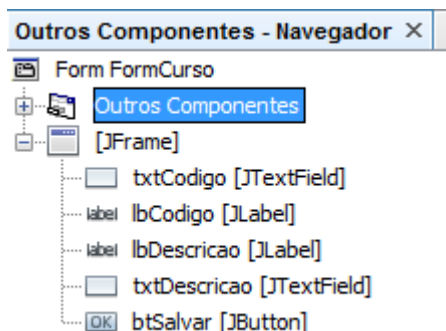 Outros Componentes - Navegador ×
Form FormCurso
Outros Componentes
[JFrame]
txtCodigo [JTextField]
label lbCodigo [JLabel]
label lbDescricao [JLabel]
txtDescricao [JTextField]
OK btSalvar [JButton]